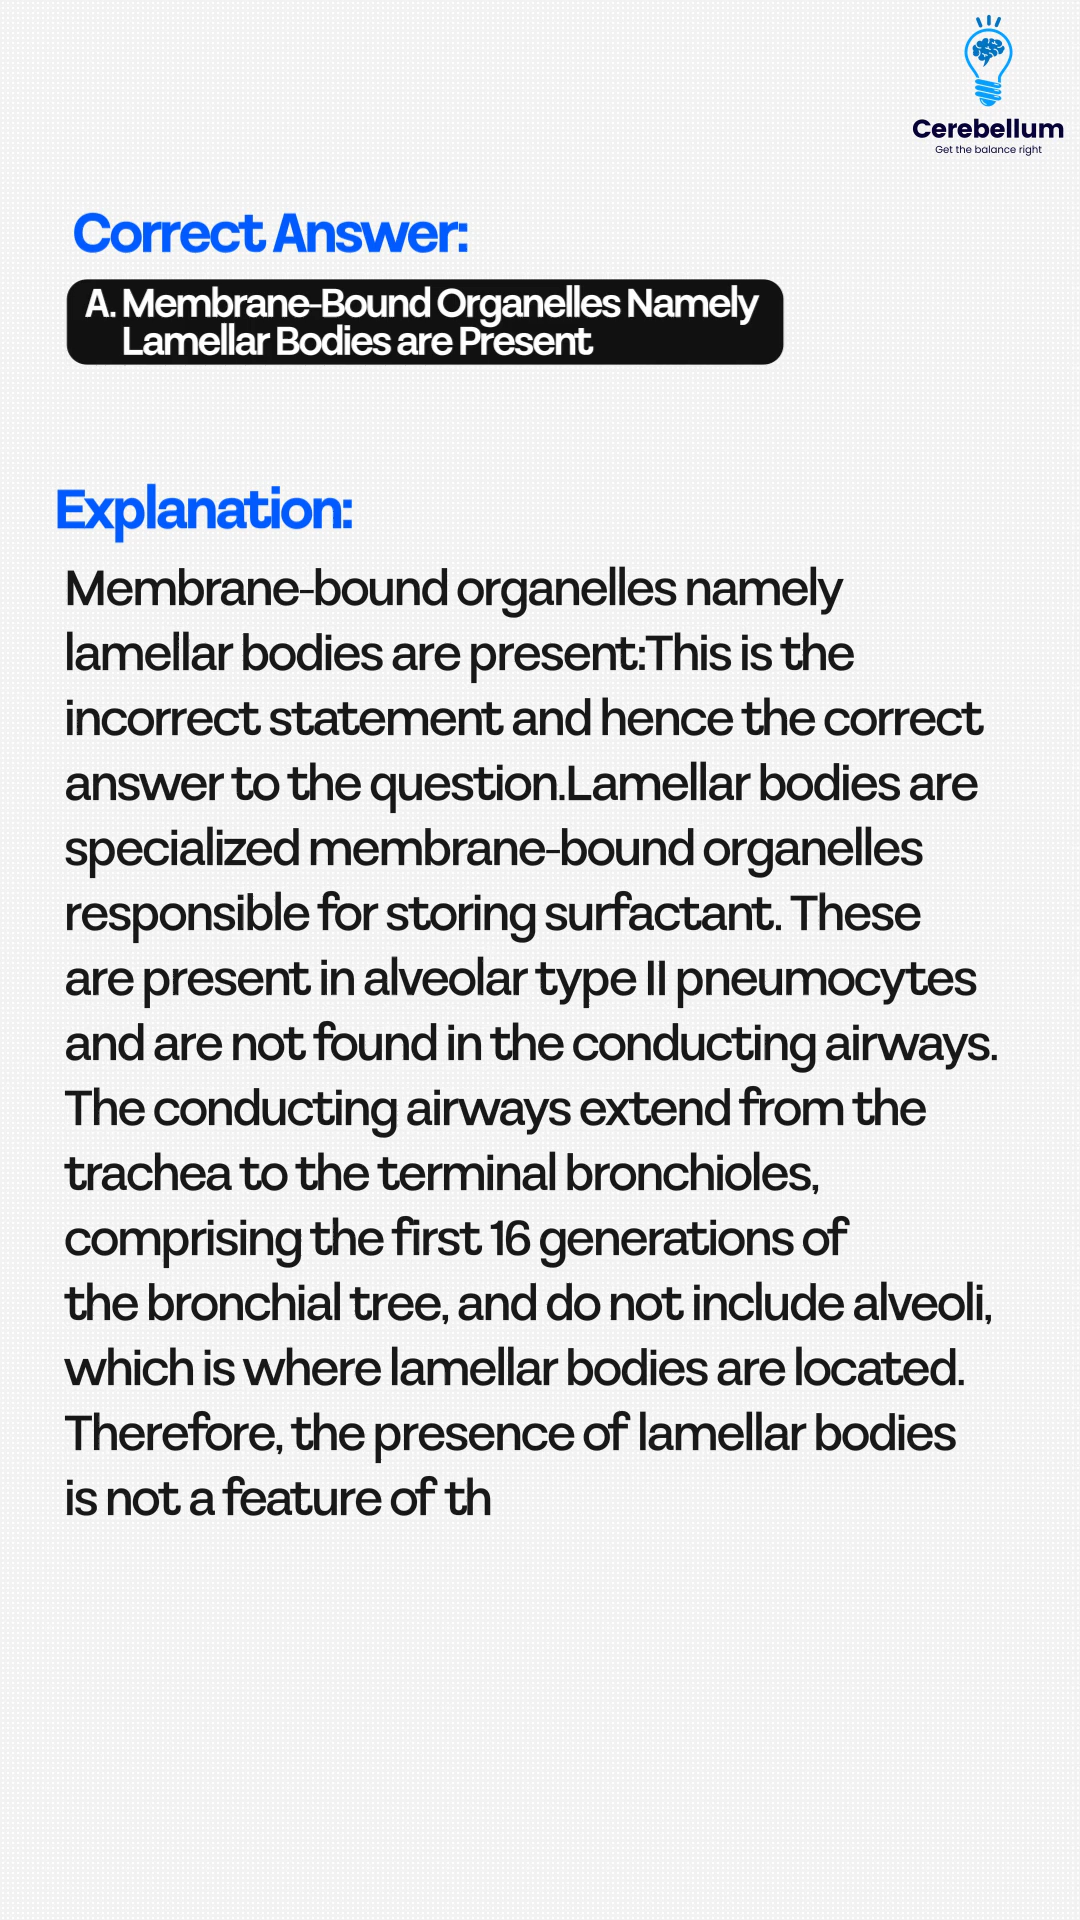 Cerebellum
Get the balance right
Correct Answer:
A. Membrane-Bound Organelles Namely
Lamellar Bodies are Present
Explanation:
Membrane-bound organelles namely
lamellar bodies are present:This is the
incorrect statement and hence the correct
answer to the question.Lamellar bodies are
specialized membrane-bound organelles
responsible for storing surfactant. These
are present in alveolar type II pneumocytes
and are not found in the conducting airways.
The conducting airways extend from the
trachea to the terminal bronchioles,
comprising the first 16 generations of
the bronchial tree, and do not include alveoli,
which is where lamellar bodies are located.
Therefore, the presence of lamellar bodies
is not a feature of th